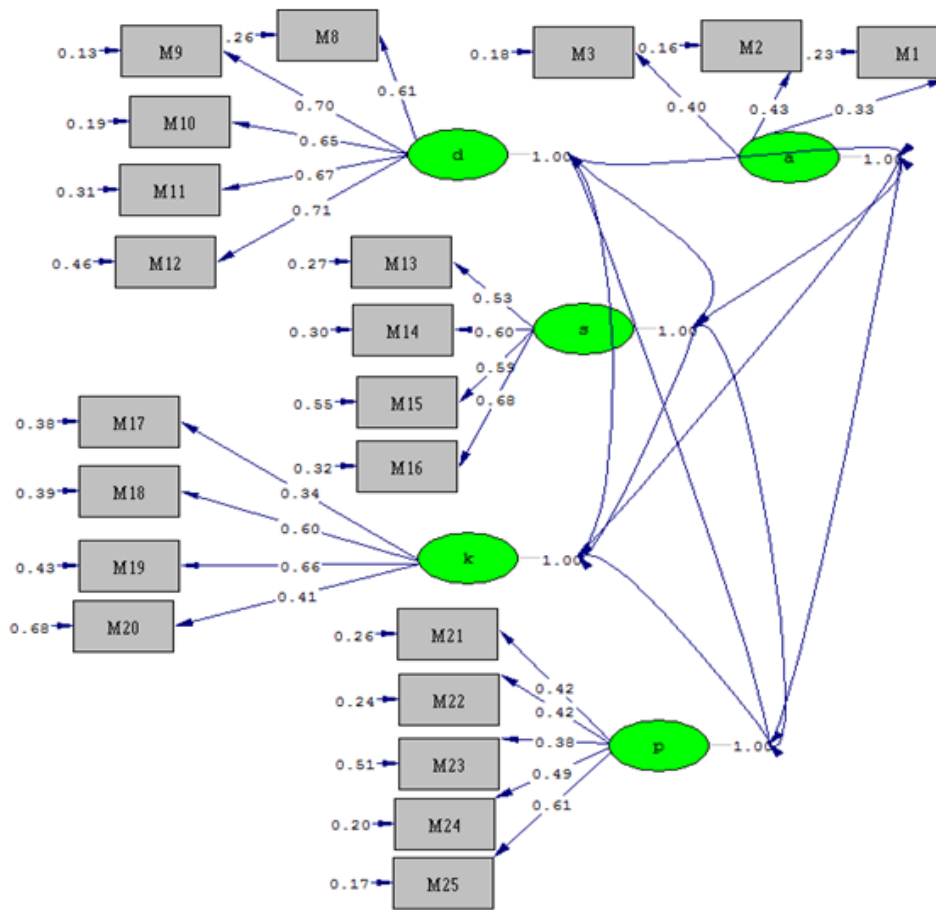 0.13 M9
.26 M8
0.18 M3
0.16 M2
.23 M1
0.70
0.61
0.40
0.43
0.33
0.19 M10
0.65
d
1.00
a
1.00
0.31 M11
0.67
0.71
0.46 M12
0.27 M13
0.53
0.30 M14
0.60
s
1.00
0.59
0.55 M15
0.68
0.32 M16
0.38 M17
0.34
0.39 M18
0.60
0.43 M19
0.66
k
1.00
0.41
0.68 M20
0.26 M21
0.42
0.24 M22
0.42
0.38
p
1.00
0.51 M23
0.49
0.61
0.20 M24
0.17 M25